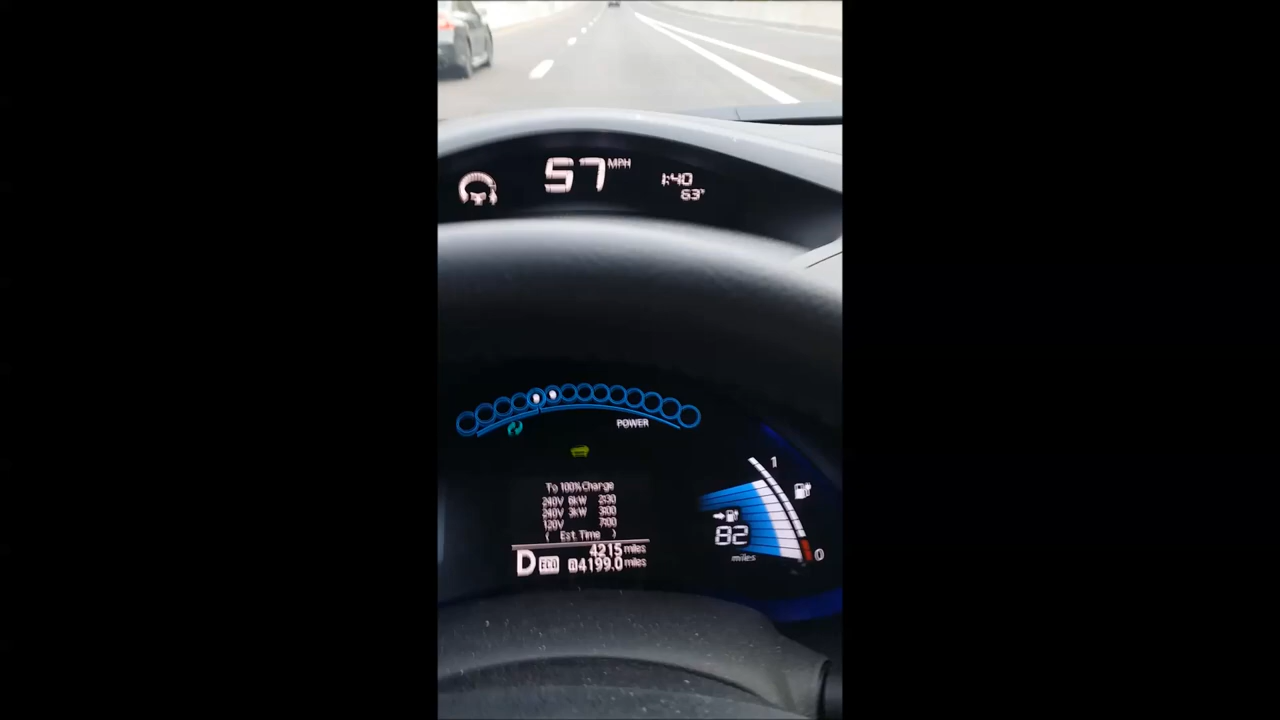 57 MPH
1:40
63°
POWER
To 100% Charge
240V 6kW 2:30
240V 3kW 3:00
120V 7:00
Est. Time
4215 miles
D ECO 4199.0 miles
1
82
miles
0